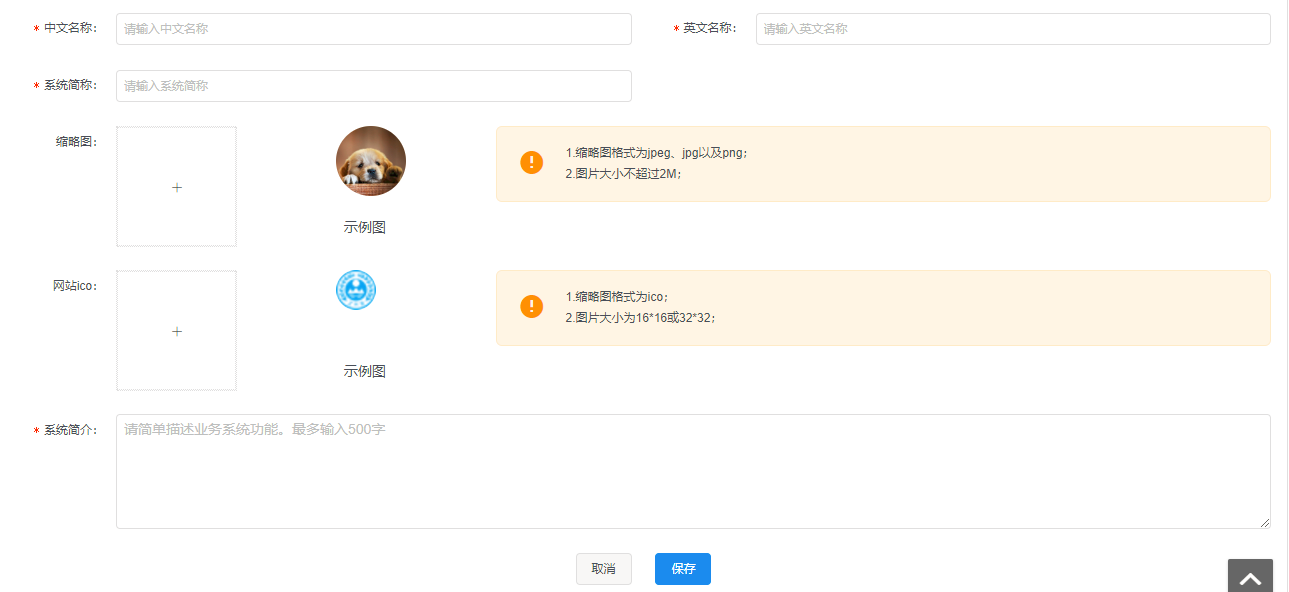 * 中文名称： 请输入中文名称 * 英文名称： 请输入英文名称
* 系统简称： 请输入系统简称
缩略图：
+
示例图
1.缩略图格式为jpeg、jpg以及png；
2.图片大小不超过2M；
网站ico：
+
示例图
1.缩略图格式为ico；
2.图片大小为16*16或32*32；
* 系统简介： 请简单描述业务系统功能。最多输入500字
取消 保存